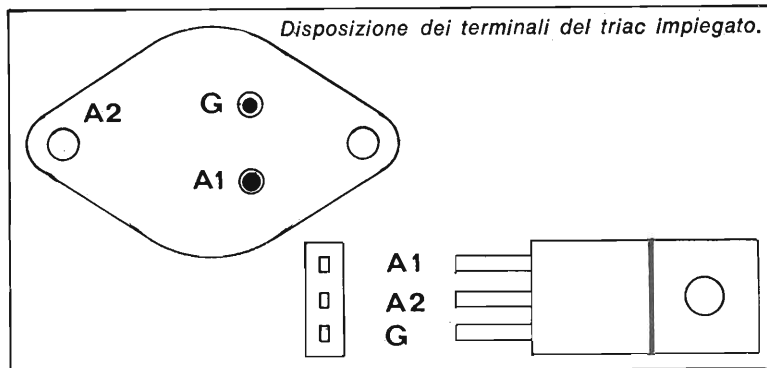 Disposizione dei terminali del triac impiegato.
A2
G
A1
A1
A2
G